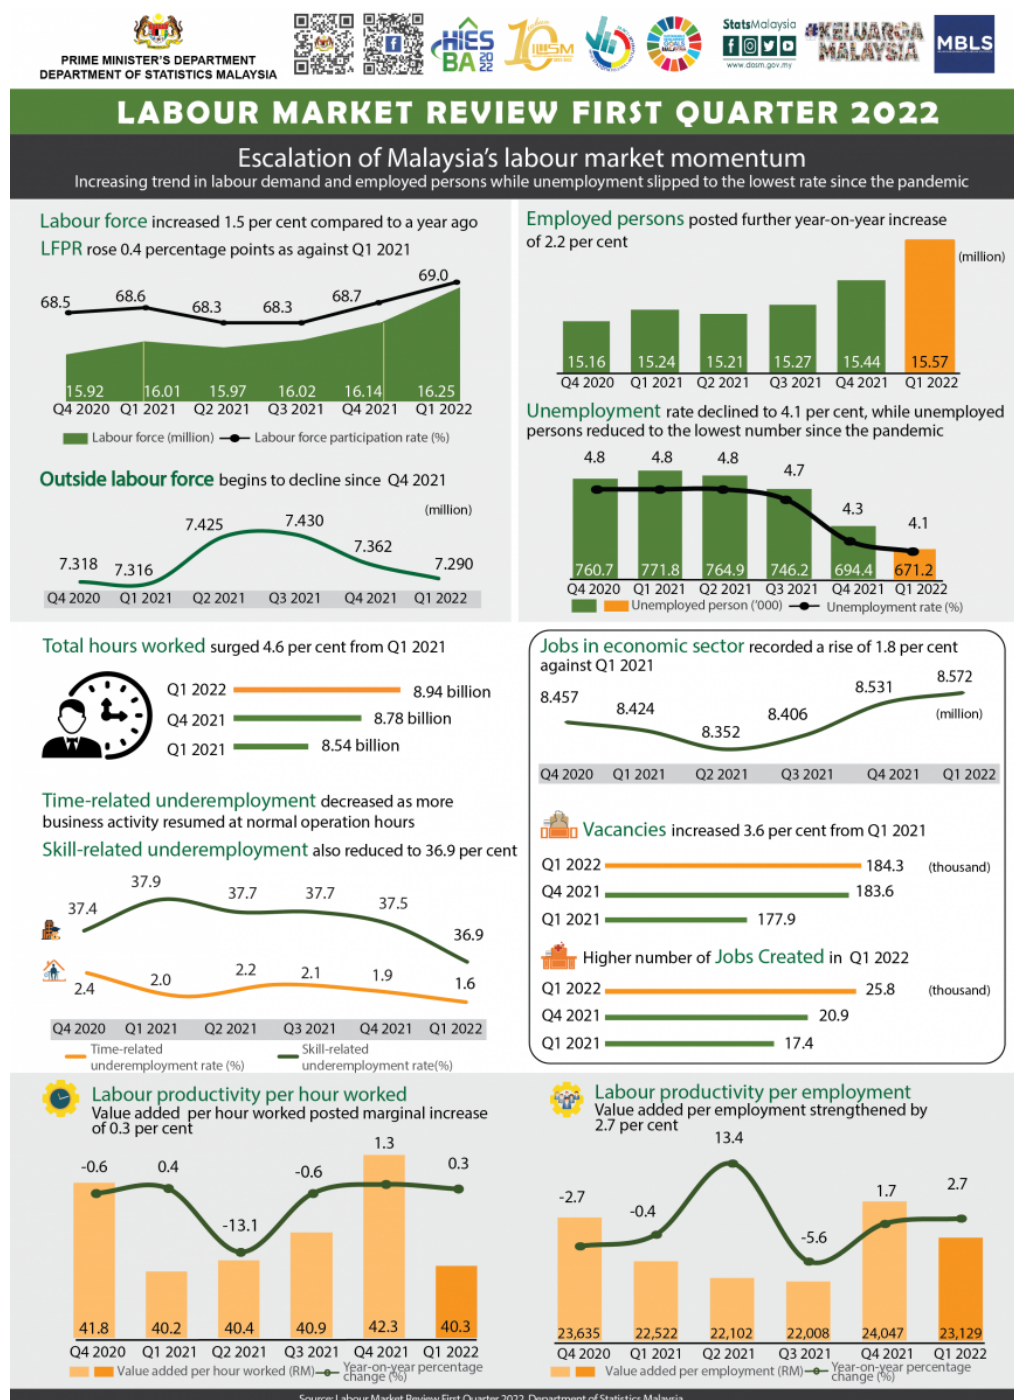 PRIME MINISTER'S DEPARTMENT
DEPARTMENT OF STATISTICS MALAYSIA
HIES
BA 2022
10
StatsMalaysia
www.dosm.gov.my
#KELUARGA
MALAYSIA
MBLS
LABOUR MARKET REVIEW FIRST QUARTER 2022
Escalation of Malaysia's labour market momentum
Increasing trend in labour demand and employed persons while unemployment slipped to the lowest rate since the pandemic
Labour force increased 1.5 per cent compared to a year ago
LFPR rose 0.4 percentage points as against Q1 2021
68.5 68.6 68.3 68.3 68.7 69.0
15.92 16.01 15.97 16.02 16.14 16.25
Q4 2020 Q1 2021 Q2 2021 Q3 2021 Q4 2021 Q1 2022
Labour force (million) Labour force participation rate (%)
Employed persons posted further year-on-year increase
of 2.2 per cent
(million)
15.16 15.24 15.21 15.27 15.44 15.57
Q4 2020 Q1 2021 Q2 2021 Q3 2021 Q4 2021 Q1 2022
Outside labour force begins to decline since Q4 2021
(million)
7.318 7.316 7.425 7.430 7.362 7.290
Q4 2020 Q1 2021 Q2 2021 Q3 2021 Q4 2021 Q1 2022
Unemployment rate declined to 4.1 per cent, while unemployed
persons reduced to the lowest number since the pandemic
4.8 4.8 4.8 4.7 4.3 4.1
760.7 771.8 764.9 746.2 694.4 671.2
Q4 2020 Q1 2021 Q2 2021 Q3 2021 Q4 2021 Q1 2022
Unemployed person ('000) Unemployment rate (%)
Total hours worked surged 4.6 per cent from Q1 2021
Q1 2022 8.94 billion
Q4 2021 8.78 billion
Q1 2021 8.54 billion
Time-related underemployment decreased as more
business activity resumed at normal operation hours
Skill-related underemployment also reduced to 36.9 per cent
37.4 37.9 37.7 37.7 37.5 36.9
2.4 2.0 2.2 2.1 1.9 1.6
Q4 2020 Q1 2021 Q2 2021 Q3 2021 Q4 2021 Q1 2022
Time-related
underemployment rate (%)
Skill-related
underemployment rate(%)
Jobs in economic sector recorded a rise of 1.8 per cent
against Q1 2021
8.457 8.424 8.352 8.406 8.531 8.572
(million)
Q4 2020 Q1 2021 Q2 2021 Q3 2021 Q4 2021 Q1 2022
Vacancies increased 3.6 per cent from Q1 2021
Q1 2022 184.3 (thousand)
Q4 2021 183.6
Q1 2021 177.9
Higher number of Jobs Created in Q1 2022
Q1 2022 25.8 (thousand)
Q4 2021 20.9
Q1 2021 17.4
Labour productivity per hour worked
Value added per hour worked posted marginal increase
of 0.3 per cent
-0.6 0.4 -13.1 -0.6 1.3 0.3
41.8 40.2 40.4 40.9 42.3 40.3
Q4 2020 Q1 2021 Q2 2021 Q3 2021 Q4 2021 Q1 2022
Value added per hour worked (RM) Year-on-year percentage
change (%)
Labour productivity per employment
Value added per employment strengthened by
2.7 per cent
-2.7 -0.4 13.4 -5.6 1.7 2.7
23,635 22,522 22,102 22,008 24,047 23,129
Q4 2020 Q1 2021 Q2 2021 Q3 2021 Q4 2021 Q1 2022
Value added per employment (RM) Year-on-year percentage
change (%)
Source: Labour Market Review First Quarter 2022, Department of Statistics Malaysia